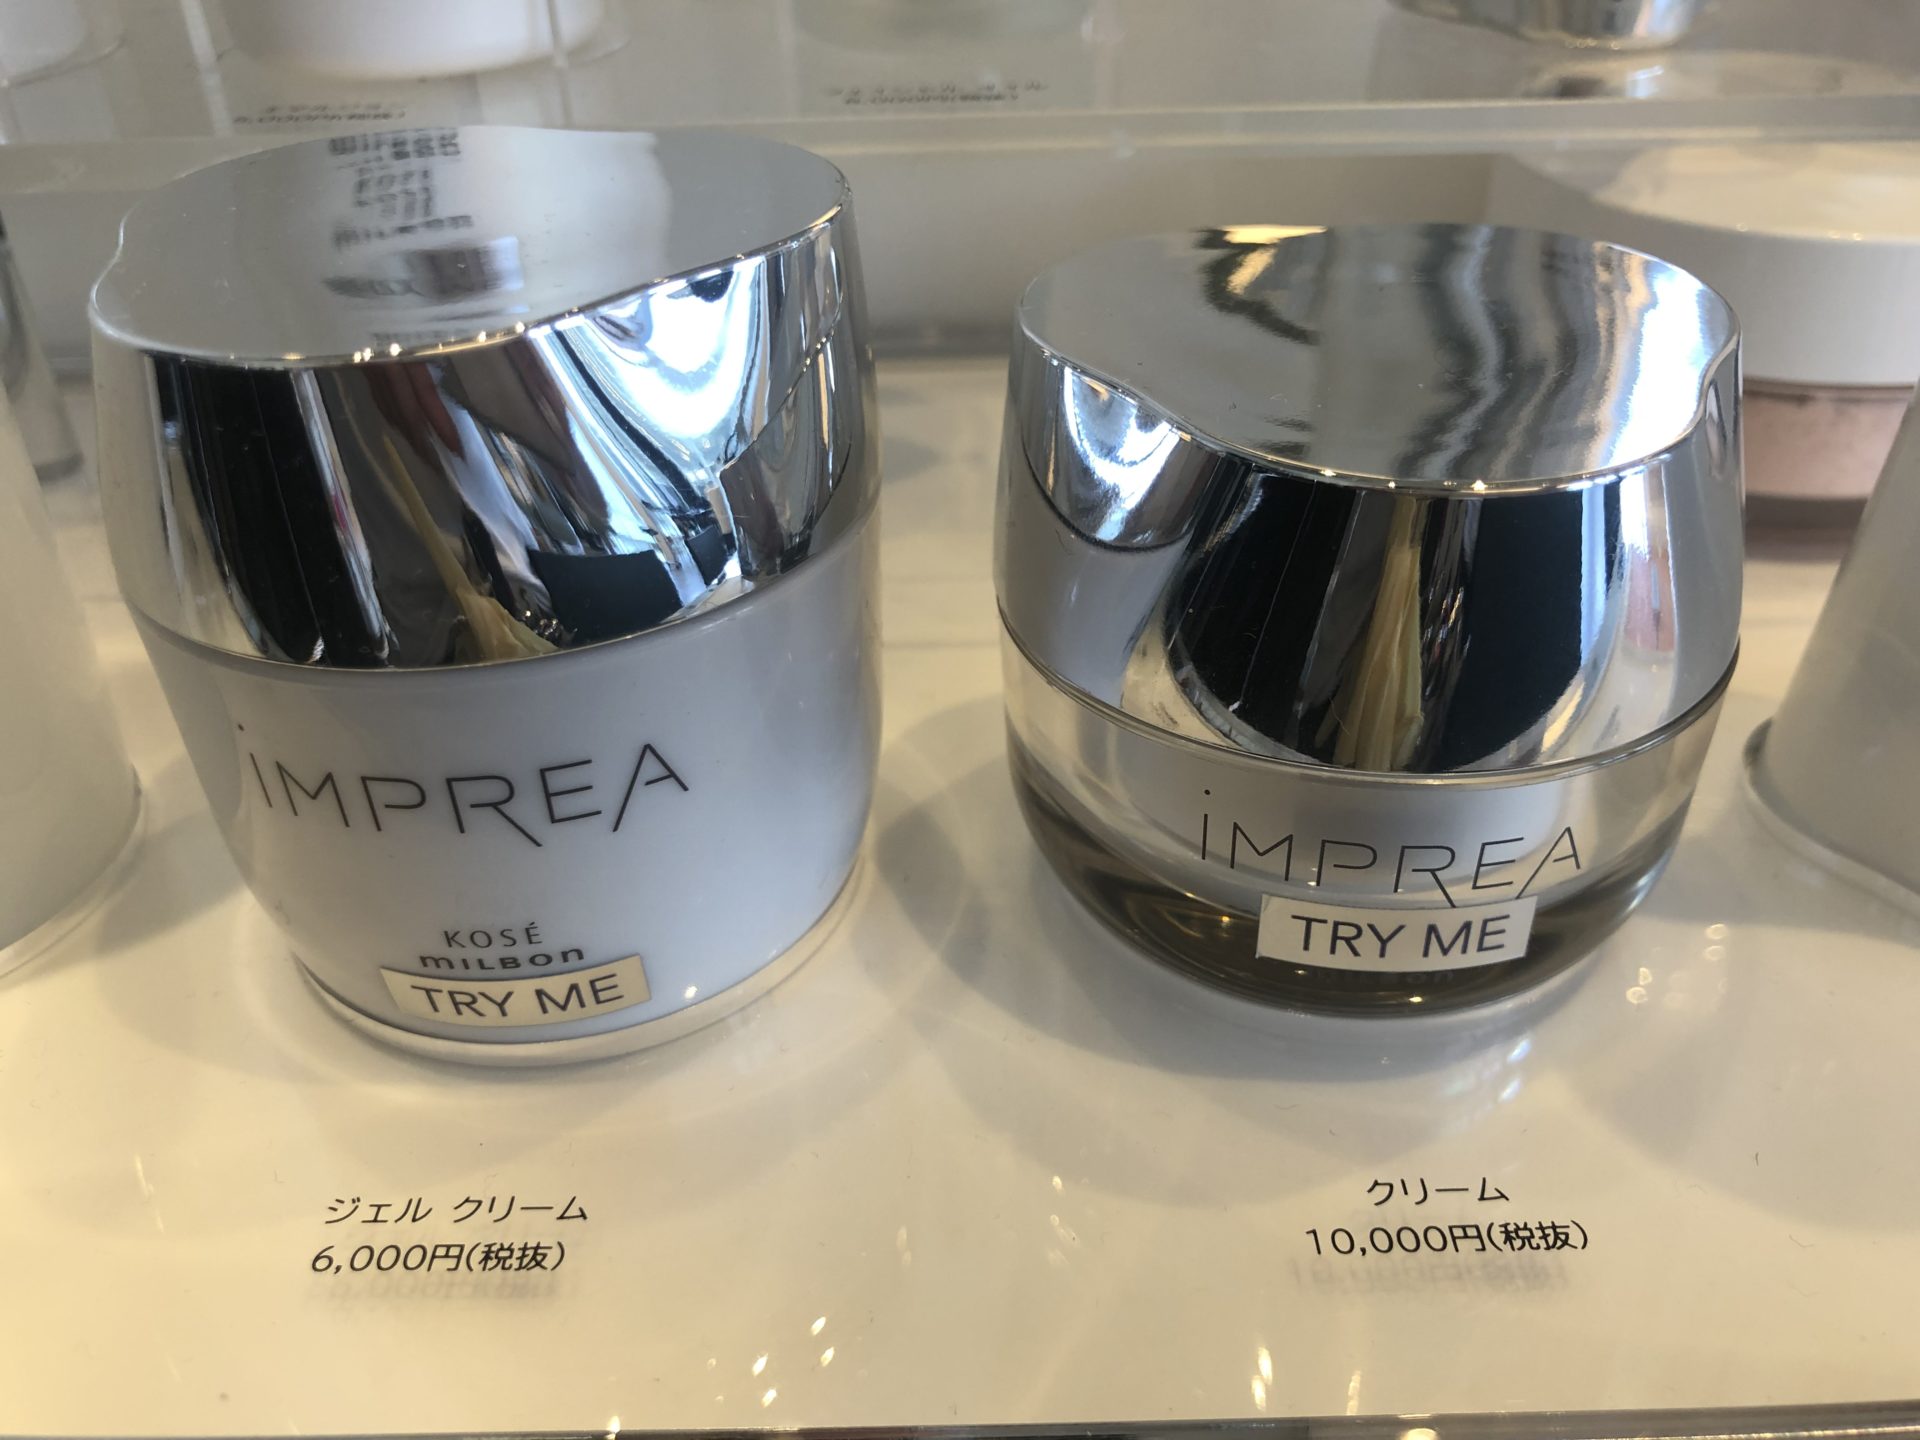 iMPREA
KOSÉ
miLBon
TRY ME
ジェル クリーム
6,000円(税抜)
iMPREA
TRY ME
クリーム
10,000円(税抜)